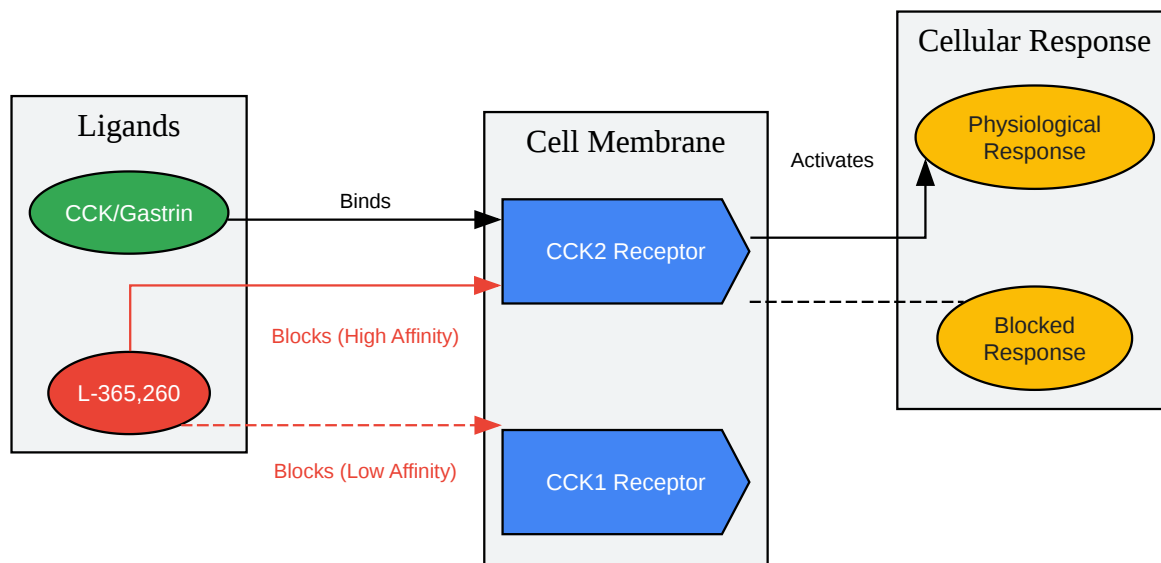 Ligands
CCK/Gastrin
L-365,260
Binds
Blocks (High Affinity)
Blocks (Low Affinity)
Cell Membrane
CCK2 Receptor
CCK1 Receptor
Activates
Cellular Response
Physiological
Response
Blocked
Response